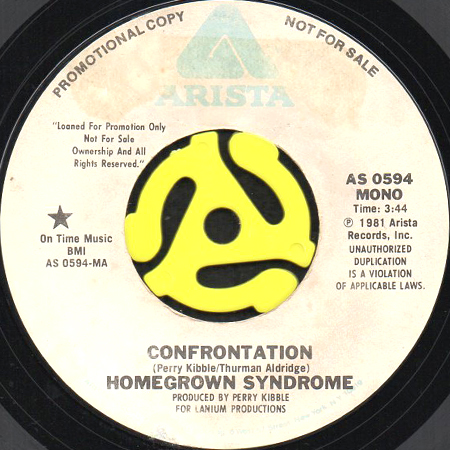 PROMOTIONAL COPY
NOT FOR SALE
ARISTA
"Loaned For Promotion Only
Not For Sale
Ownership And All
Rights Reserved."
On Time Music
BMI
AS 0594-MA
AS 0594
MONO
Time: 3:44
℗ 1981 Arista
Records, Inc.
UNAUTHORIZED
DUPLICATION
IS A VIOLATION
OF APPLICABLE LAWS.
CONFRONTATION
(Perry Kibble/Thurman Aldridge)
HOMEGROWN SYNDROME
PRODUCED BY PERRY KIBBLE
FOR LANIUM PRODUCTIONS